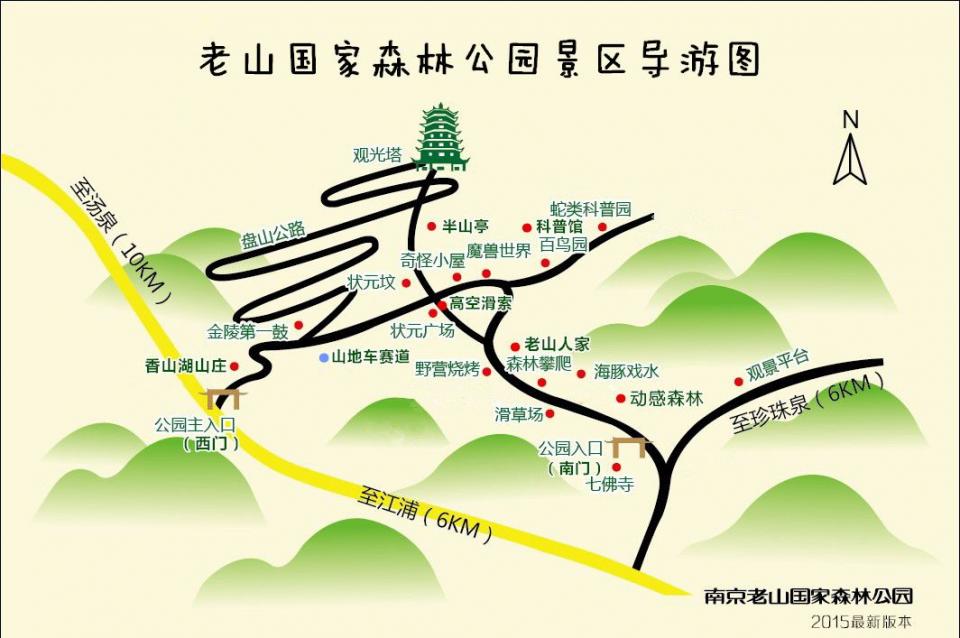 老山国家森林公园景区导游图
N
观光塔
至汤泉（10KM）
盘山公路
半山亭
科普馆
蛇类科普园
百鸟园
魔兽世界
奇怪小屋
状元坟
高空滑索
金陵第一鼓
状元广场
老山人家
香山湖山庄
山地车赛道
野营烧烤
森林攀爬
海豚戏水
观景平台
动感森林
至珍珠泉（6KM）
滑草场
公园主入口
（西门）
公园入口
（南门）
七佛寺
至江浦（6KM）
南京老山国家森林公园
2015最新版本